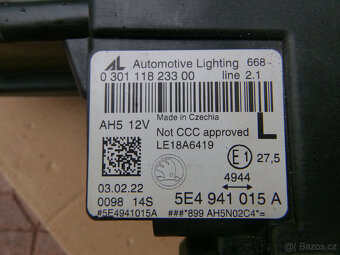 AL Automotive Lighting 668-
0 301 118 233 00 line 2.1
Made in Czechia
AH5 12V
Not CCC approved
LE18A6419
L
E1 27,5
4944
03.02.22
0098 14S
5E4 941 015 A
#5E4941015A ###*899 AH5N02C4*=
Bazoš.cz